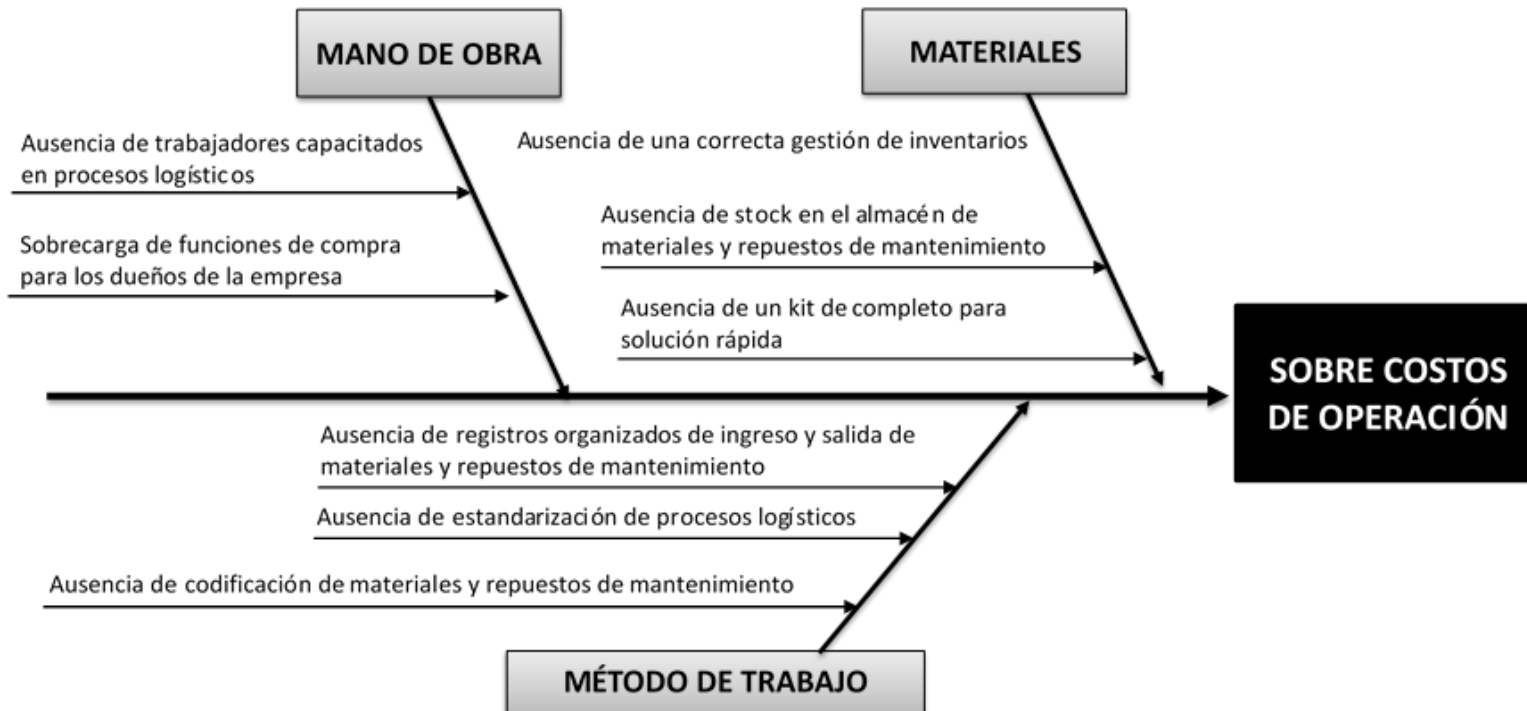 MANO DE OBRA
MATERIALES
Ausencia de trabajadores capacitados
en procesos logísticos
Sobrecarga de funciones de compra
para los dueños de la empresa
Ausencia de una correcta gestión de inventarios
Ausencia de stock en el almacén de
materiales y repuestos de mantenimiento
Ausencia de un kit de completo para
solución rápida
SOBRE COSTOS
DE OPERACIÓN
Ausencia de registros organizados de ingreso y salida de
materiales y repuestos de mantenimiento
Ausencia de estandarización de procesos logísticos
Ausencia de codificación de materiales y repuestos de mantenimiento
MÉTODO DE TRABAJO